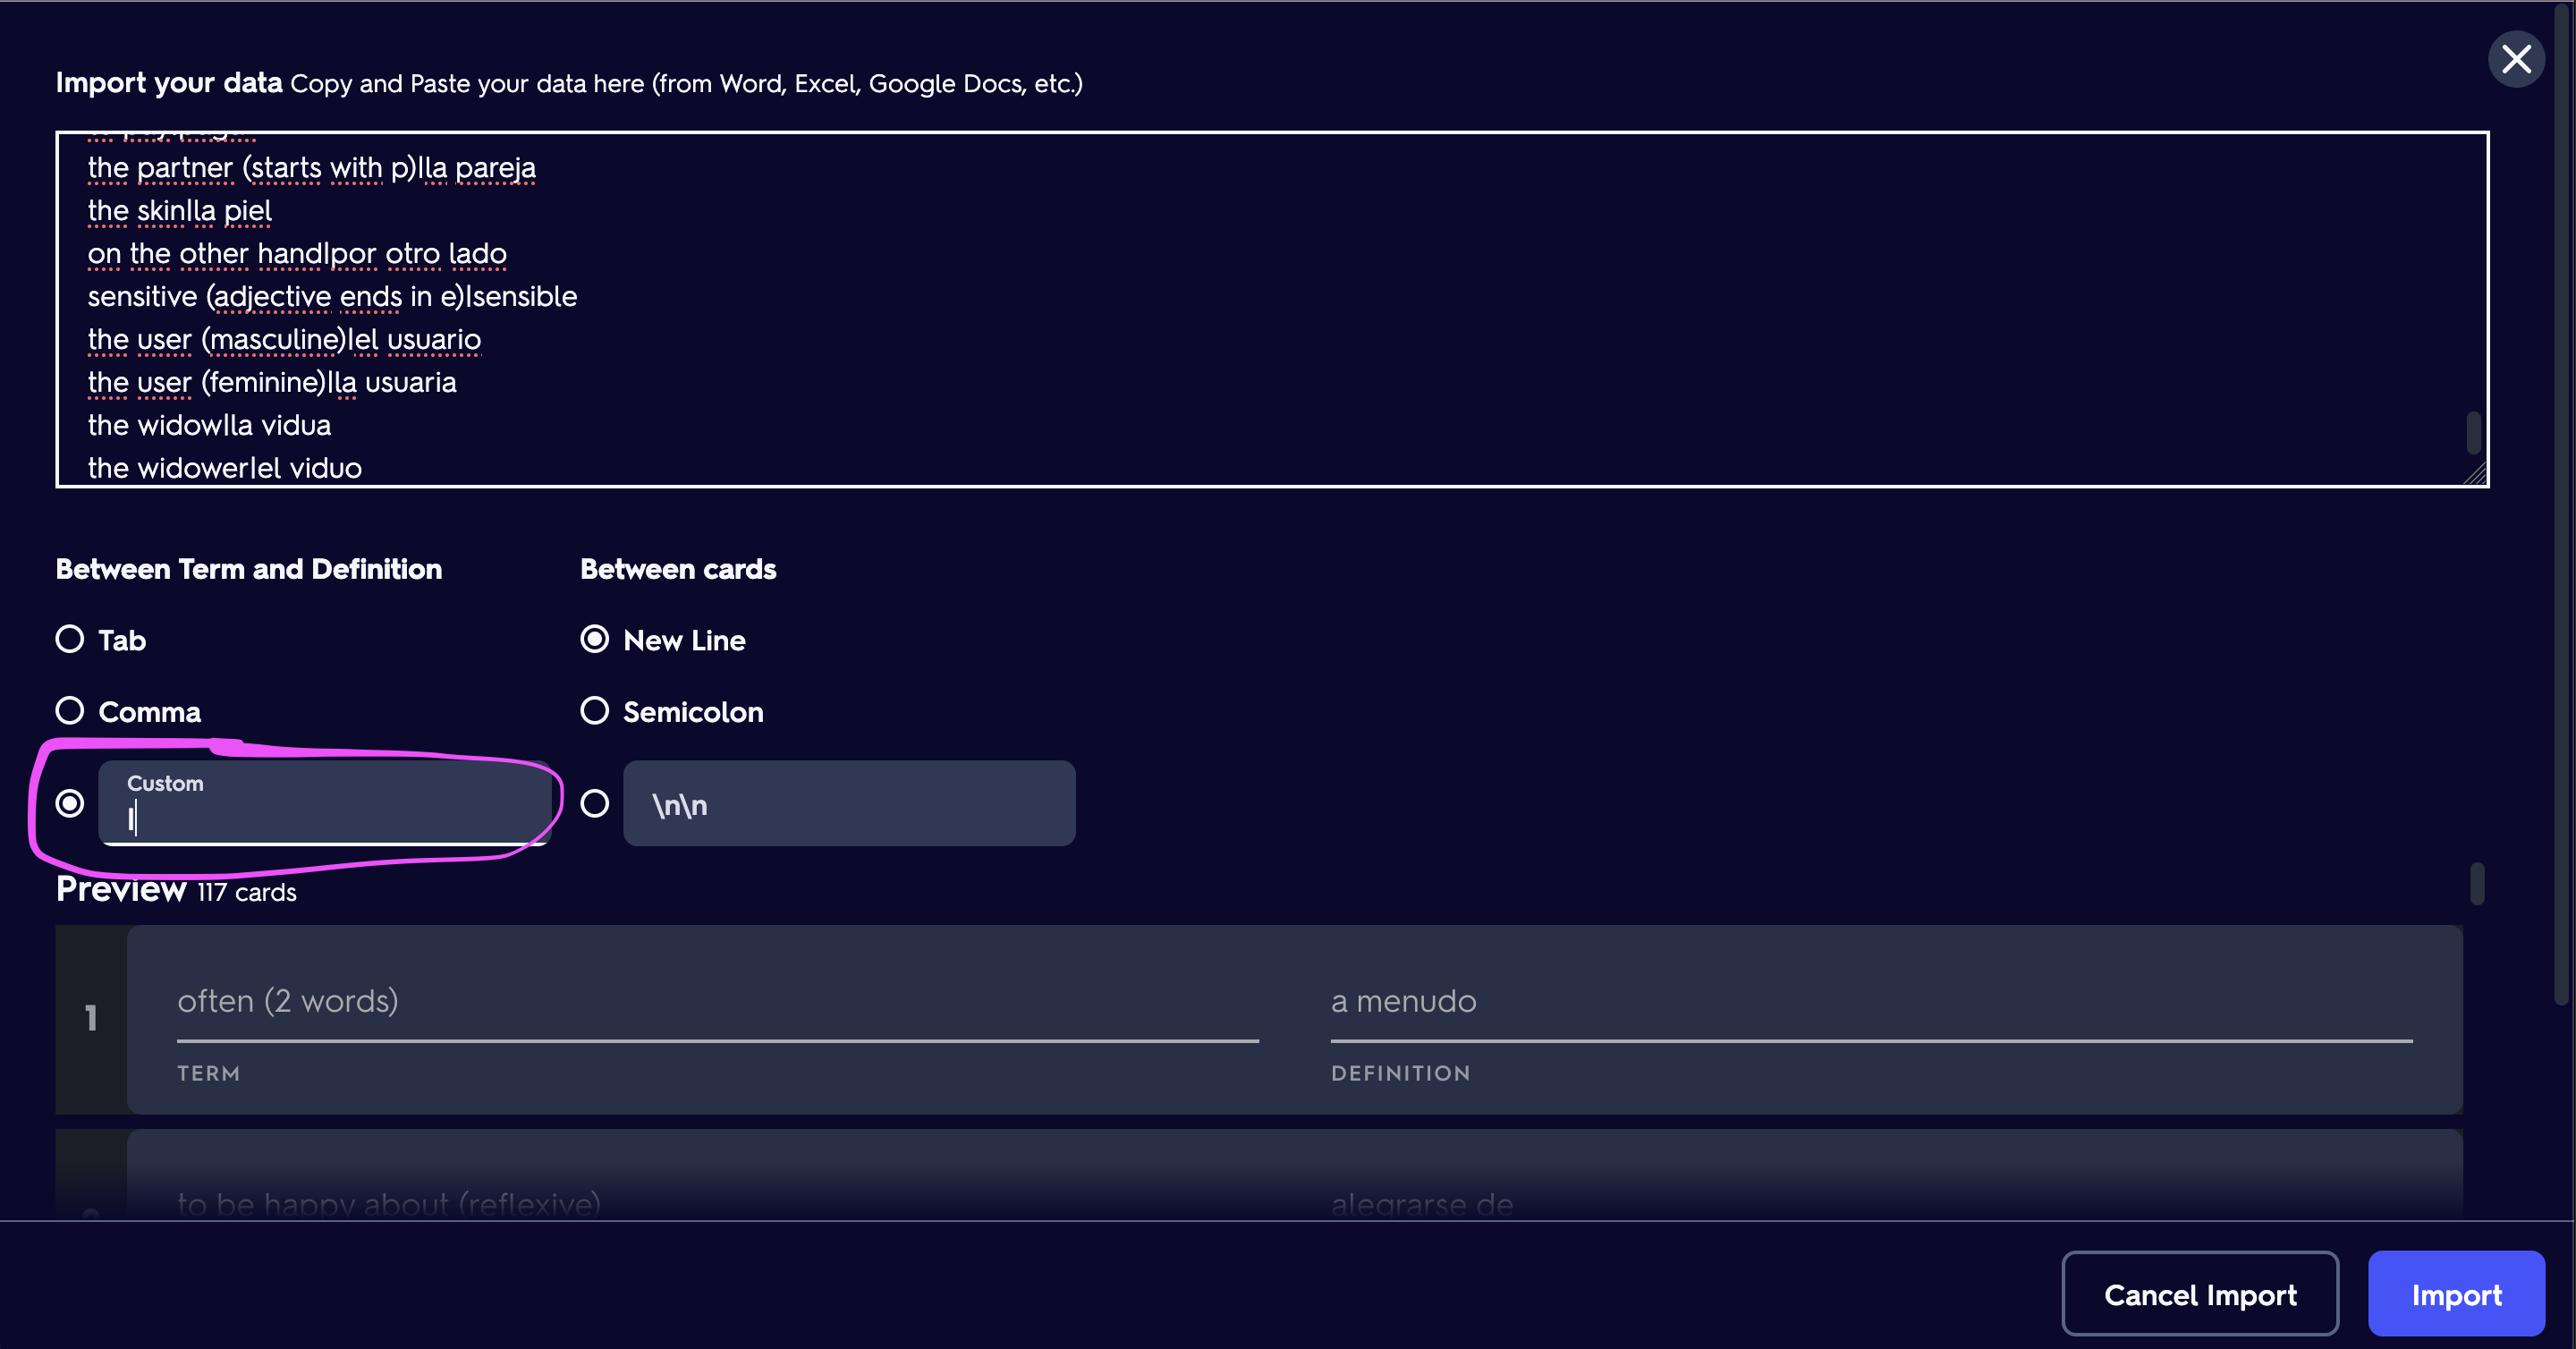 Import your data Copy and Paste your data here (from Word, Excel, Google Docs, etc.)
the partner (starts with p)|la pareja
the skin|la piel
on the other hand|por otro lado
sensitive (adjective ends in e)|sensible
the user (masculine)|el usuario
the user (feminine)|la usuaria
the widow|la vidua
the widower|el viduo
Between Term and Definition
Between cards
Tab
New Line
Comma
Semicolon
Custom
|
\n\n
Preview 117 cards
1
often (2 words)
a menudo
TERM
DEFINITION
to be happy about (reflexive)
alegrarse de
Cancel Import
Import